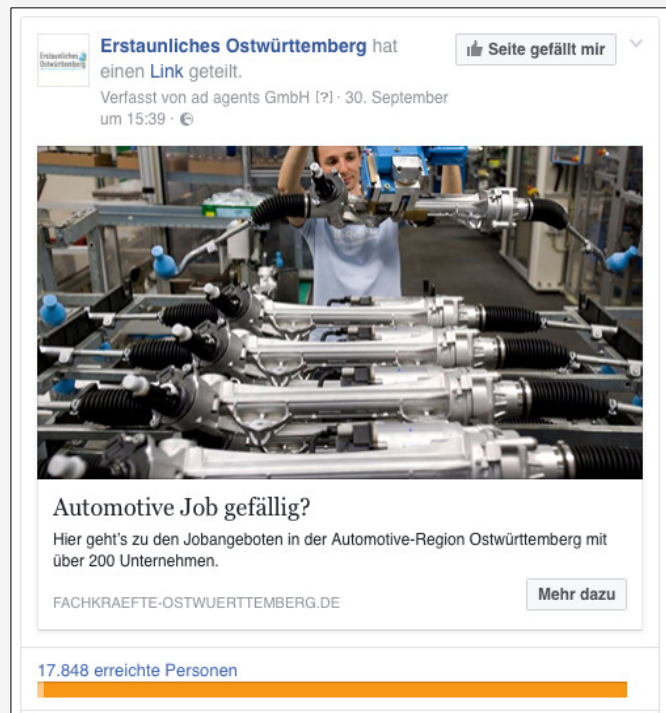 Erstaunliches
Ostwürttemberg
Erstaunliches Ostwürttemberg hat
einen Link geteilt.
Verfasst von ad agents GmbH [?] · 30. September
um 15:39 ·
Seite gefällt mir
Automotive Job gefällig?
Hier geht's zu den Jobangeboten in der Automotive-Region Ostwürttemberg mit
über 200 Unternehmen.
FACHKRAEFTE-OSTWUERTTEMBERG.DE
Mehr dazu
17.848 erreichte Personen